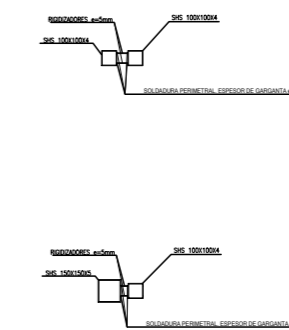 RIGIDIZADORES e=5mm
SHS 100X100X4
SHS 100X100X4
SOLDADURA PERIMETRAL ESPESOR DE GARGANTA
RIGIDIZADORES e=5mm
SHS 100X100X4
SHS 150X150X5
SOLDADURA PERIMETRAL ESPESOR DE GARGANTA